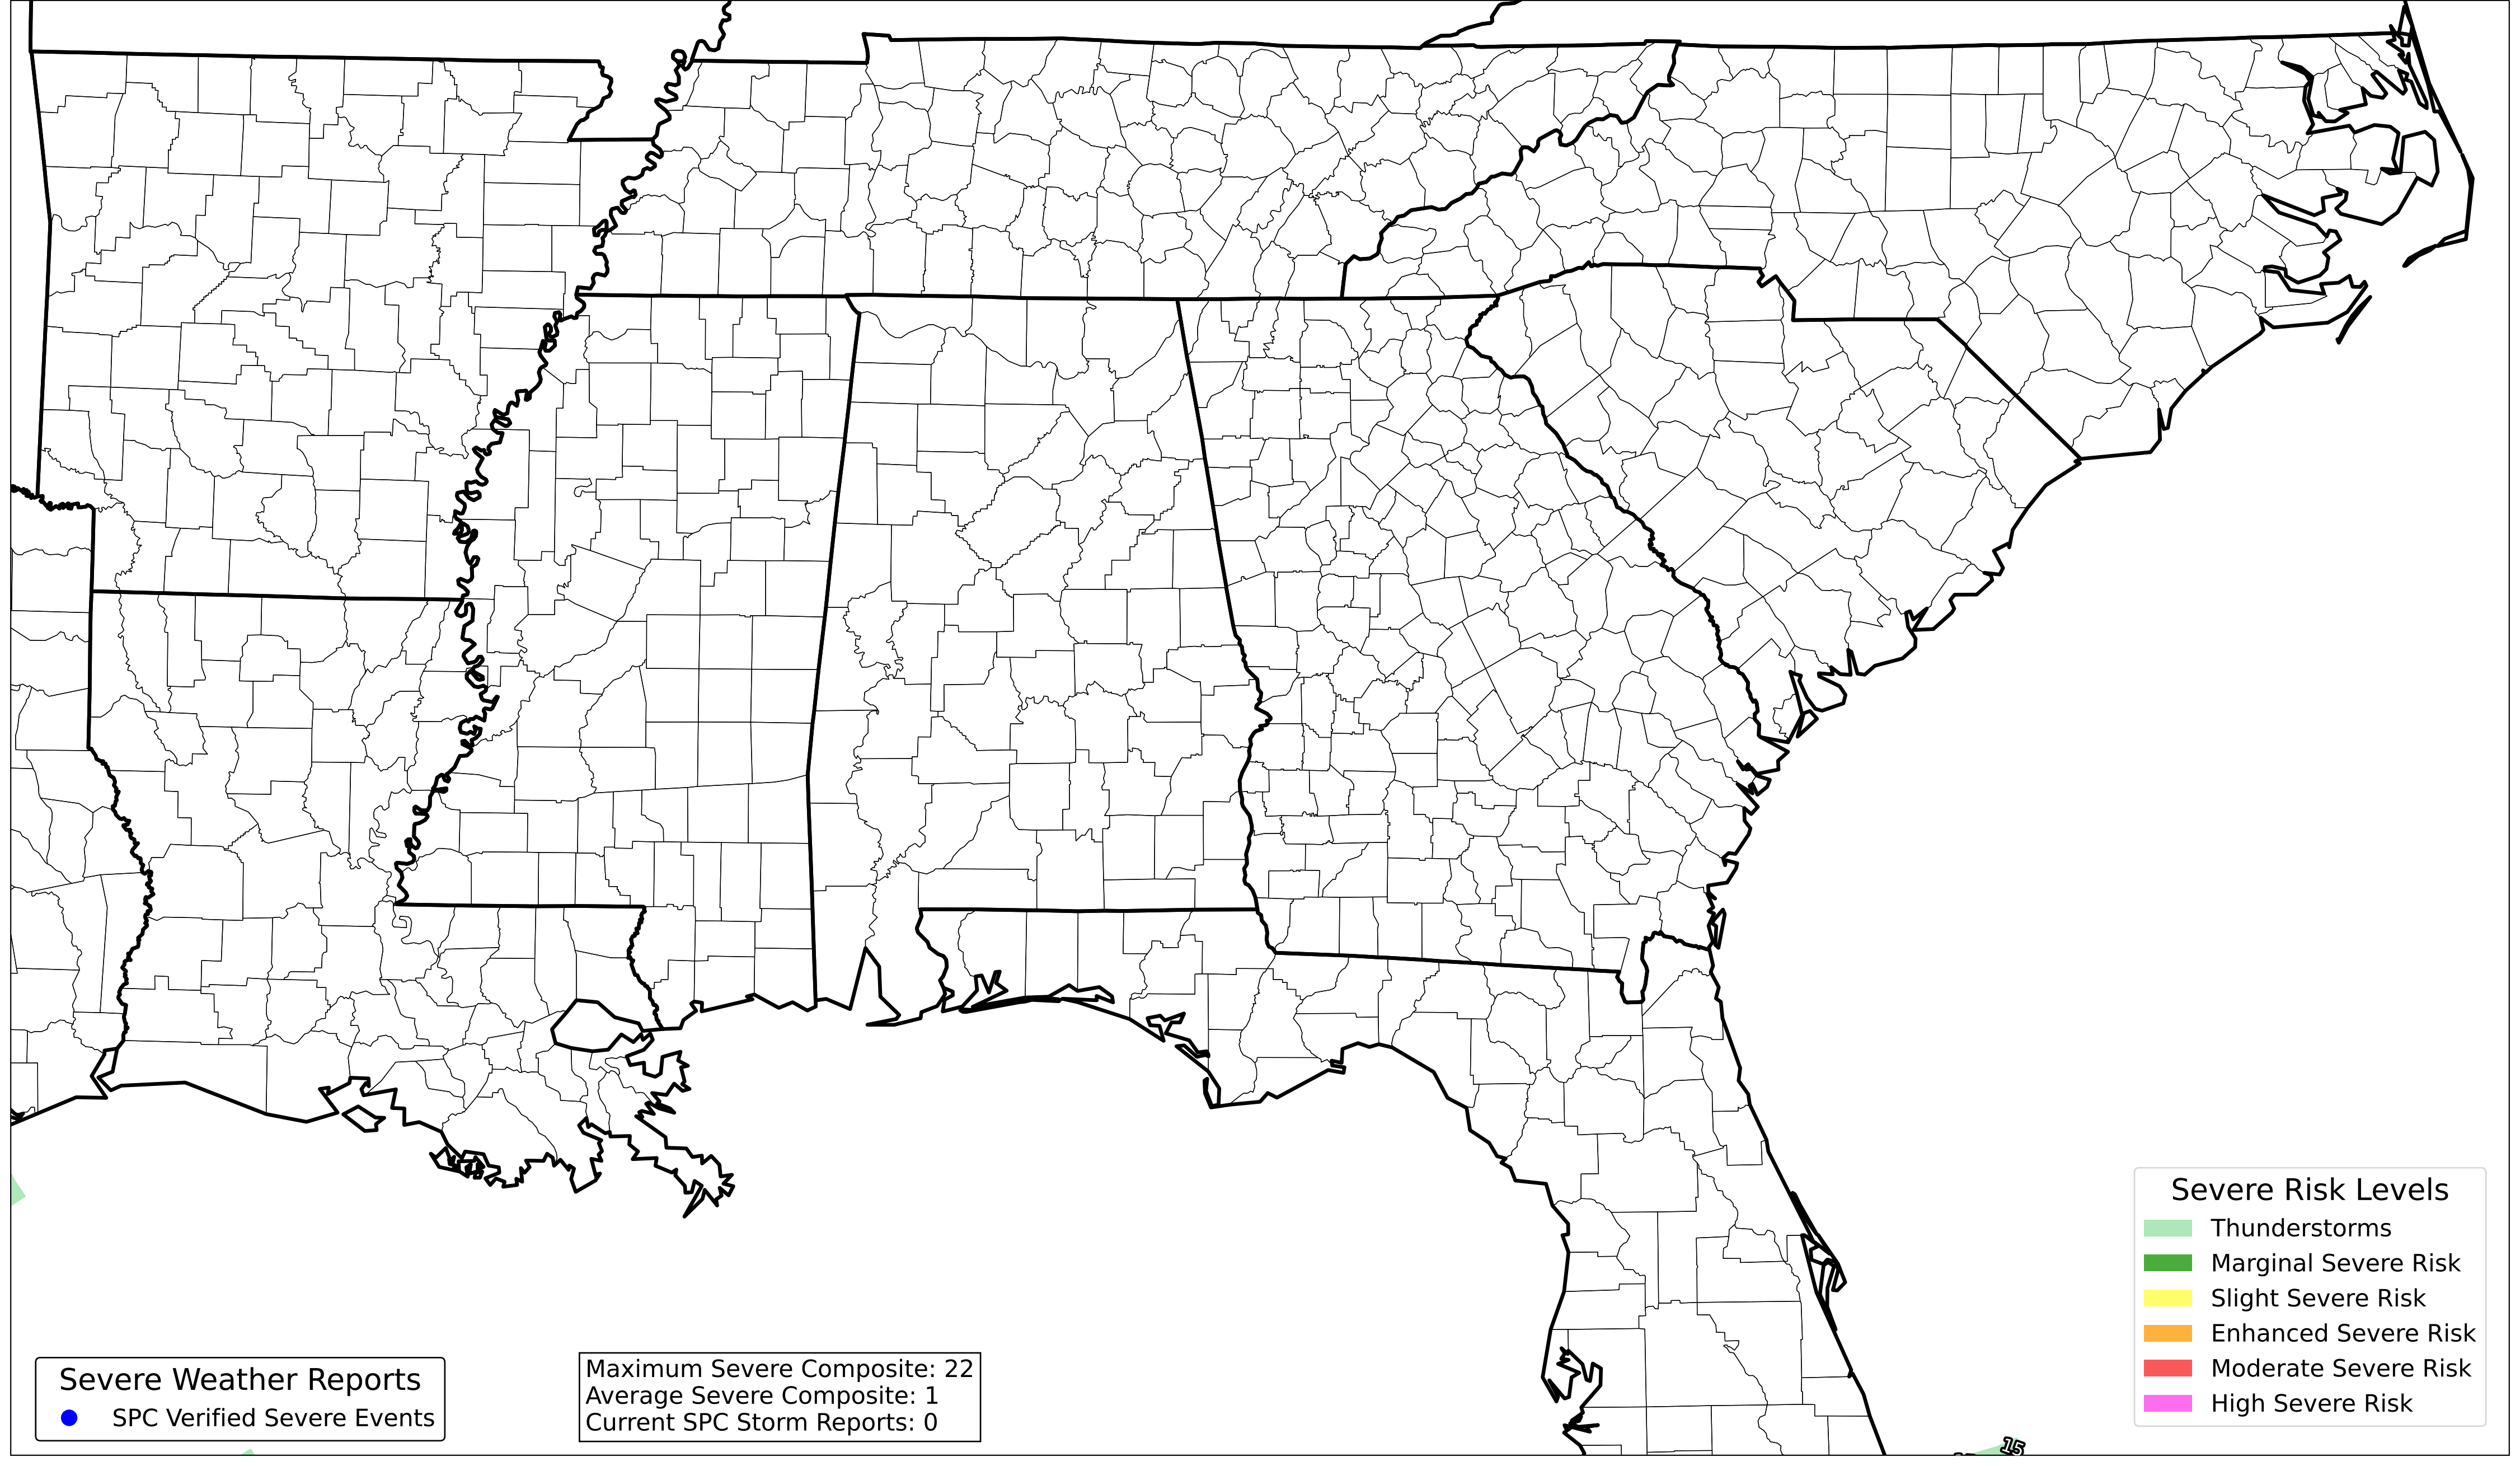 Severe Risk Levels
Thunderstorms
Marginal Severe Risk
Slight Severe Risk
Enhanced Severe Risk
Moderate Severe Risk
High Severe Risk
Maximum Severe Composite: 22
Average Severe Composite: 1
Current SPC Storm Reports: 0
Severe Weather Reports
SPC Verified Severe Events
15